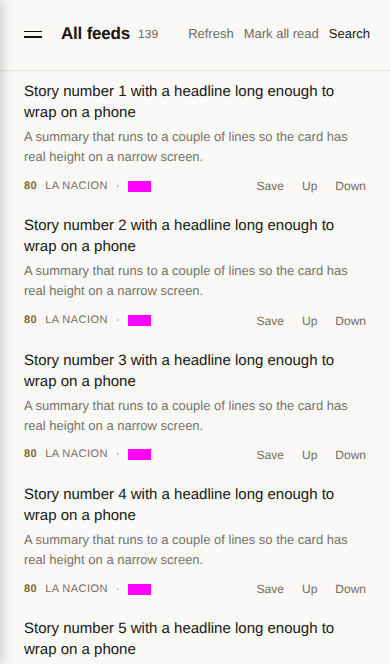 All feeds 139 Refresh Mark all read Search
Story number 1 with a headline long enough to
wrap on a phone
A summary that runs to a couple of lines so the card has
real height on a narrow screen.
80 LA NACION · Save Up Down
Story number 2 with a headline long enough to
wrap on a phone
A summary that runs to a couple of lines so the card has
real height on a narrow screen.
80 LA NACION · Save Up Down
Story number 3 with a headline long enough to
wrap on a phone
A summary that runs to a couple of lines so the card has
real height on a narrow screen.
80 LA NACION · Save Up Down
Story number 4 with a headline long enough to
wrap on a phone
A summary that runs to a couple of lines so the card has
real height on a narrow screen.
80 LA NACION · Save Up Down
Story number 5 with a headline long enough to
wrap on a phone